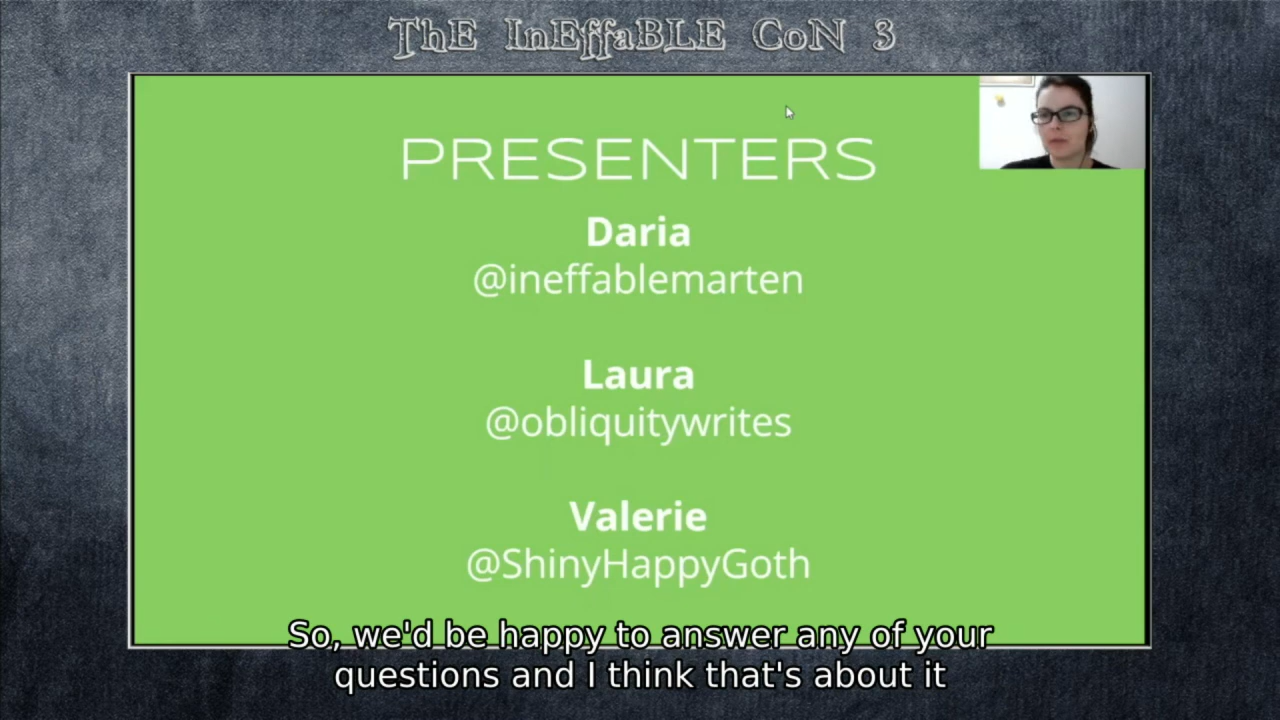 ThE InEffaBLE CoN 3
PRESENTERS
Daria
@ineffablemarten
Laura
@obliquitywrites
Valerie
@ShinyHappyGoth
So, we'd be happy to answer any of your
questions and I think that's about it